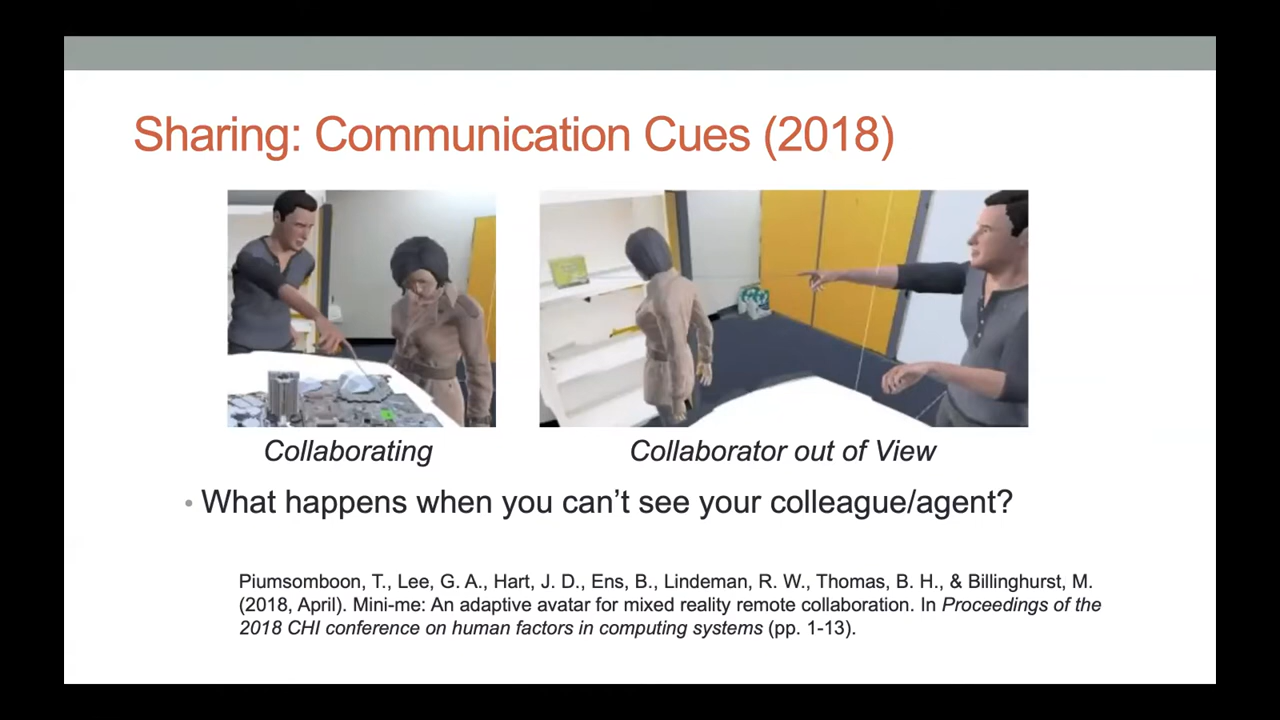 Sharing: Communication Cues (2018)
Collaborating
Collaborator out of View
• What happens when you can’t see your colleague/agent?
Piumsomboon, T., Lee, G. A., Hart, J. D., Ens, B., Lindeman, R. W., Thomas, B. H., & Billinghurst, M.
(2018, April). Mini-me: An adaptive avatar for mixed reality remote collaboration. In Proceedings of the
2018 CHI conference on human factors in computing systems (pp. 1-13).